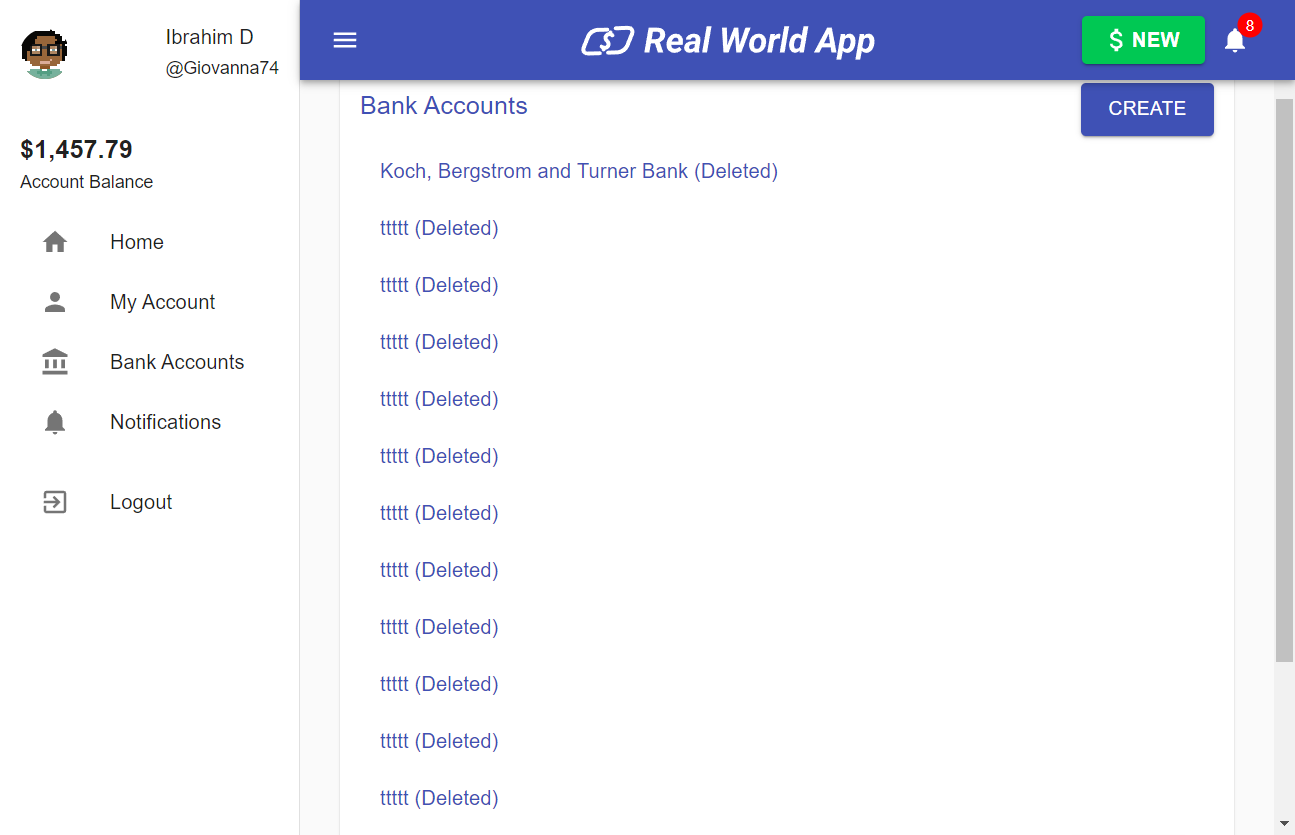 Ibrahim D
@Giovanna74
$1,457.79
Account Balance
Home
My Account
Bank Accounts
Notifications
Logout
Real World App
$ NEW
8
Bank Accounts
CREATE
Koch, Bergstrom and Turner Bank (Deleted)
ttttt (Deleted)
ttttt (Deleted)
ttttt (Deleted)
ttttt (Deleted)
ttttt (Deleted)
ttttt (Deleted)
ttttt (Deleted)
ttttt (Deleted)
ttttt (Deleted)
ttttt (Deleted)
ttttt (Deleted)